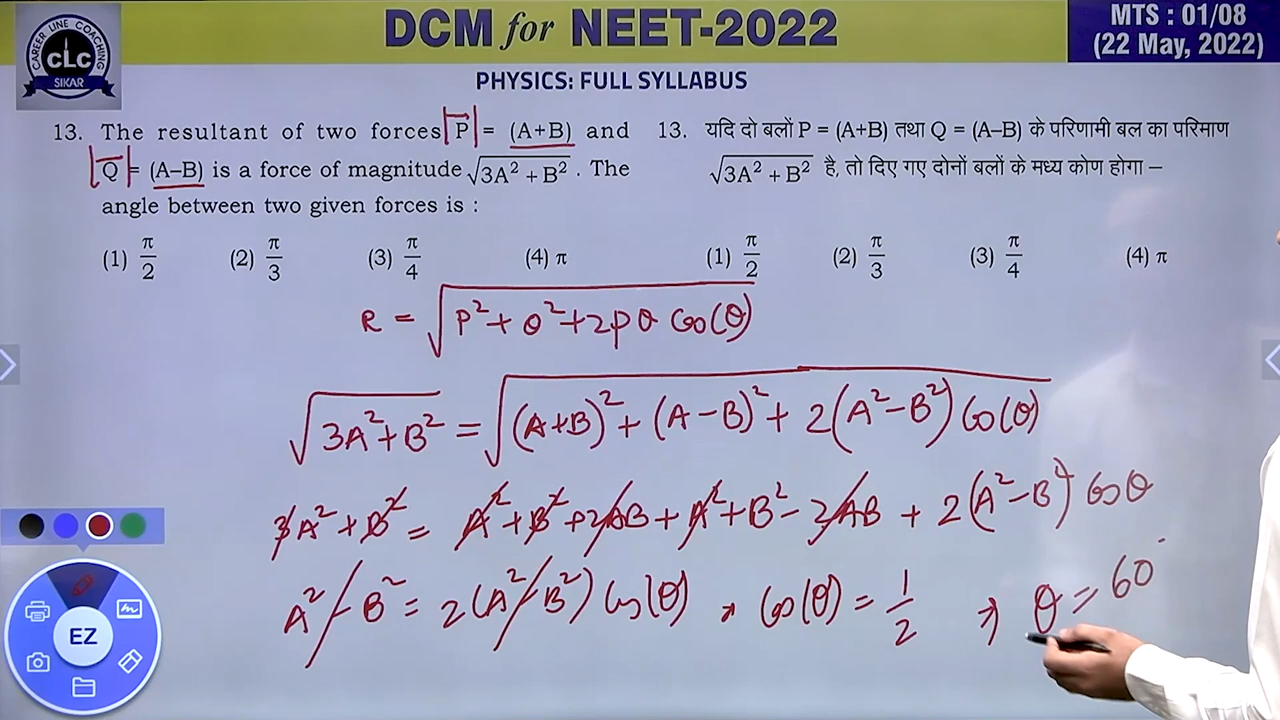 DCM for NEET-2022
MTS : 01/08
(22 May, 2022)
CAREER LINE COACHING
CLC
SIKAR
PHYSICS: FULL SYLLABUS
13. The resultant of two forces |P⃗| = (A+B) and
|Q⃗| = (A–B) is a force of magnitude √(3A² + B²) . The
angle between two given forces is :
(1) π/2 (2) π/3 (3) π/4 (4) π
13. यदि दो बलों P = (A+B) तथा Q = (A–B) के परिणामी बल का परिमाण
√(3A² + B²) है, तो दिए गए दोनों बलों के मध्य कोण होगा –
(1) π/2 (2) π/3 (3) π/4 (4) π
R = √(P² + Q² + 2PQ Cos(θ))
√(3A² + B²) = √((A+B)² + (A–B)² + 2(A²–B²) Cos(θ))
3A² + B² = A² + B² + 2AB + A² + B² – 2AB + 2(A²–B²) Cosθ
A² – B² = 2(A²–B²) Cos(θ) , Cos(θ) = 1/2 ⇒ θ = 60°
EZ